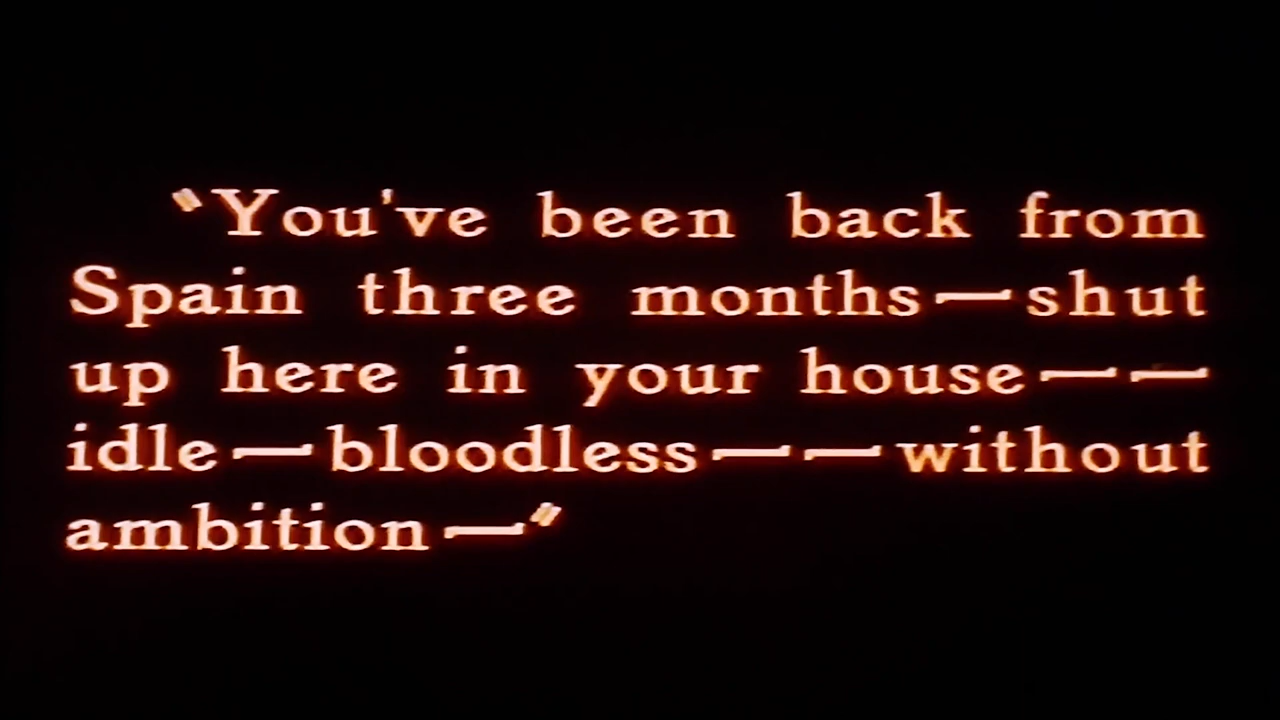 "You've been back from
Spain three months—shut
up here in your house——
idle—bloodless——without
ambition—"